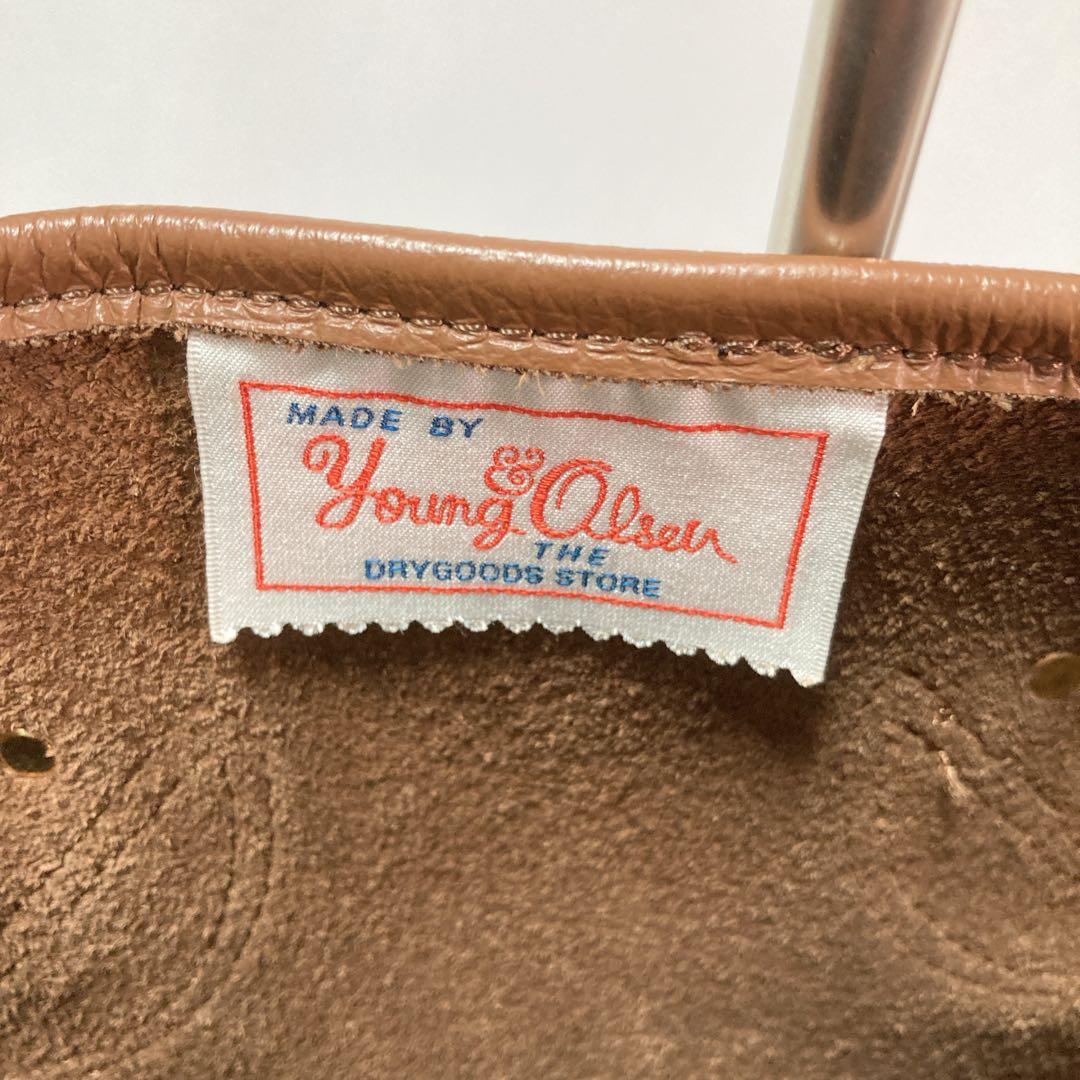 MADE BY
Young & Olsen
THE
DRYGOODS STORE